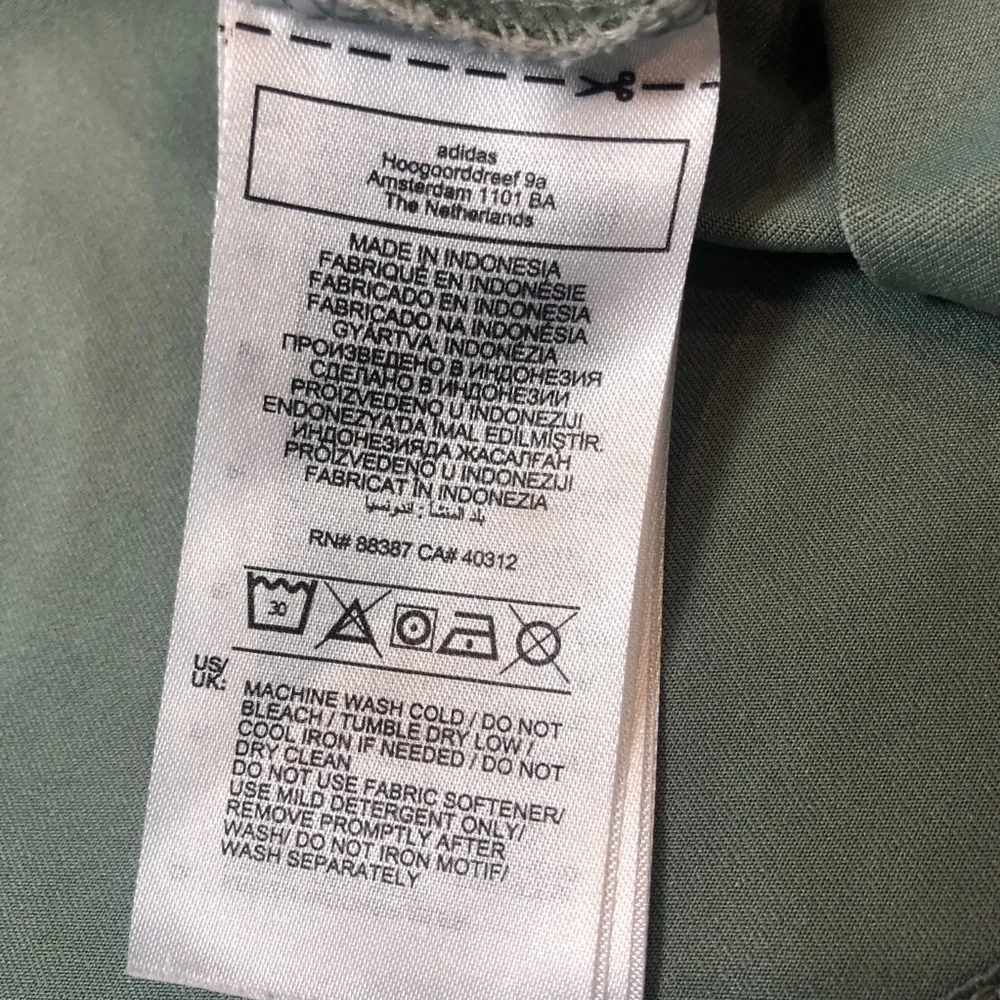 adidas
Hoogoorddreef 9a
Amsterdam 1101 BA
The Netherlands
MADE IN INDONESIA
FABRIQUÉ EN INDONÉSIE
FABRICADO EN INDONESIA
FABRICADO NA INDONÉSIA
GYÁRTVA: INDONÉZIA
ПРОИЗВЕДЕНО В ИНДОНЕЗИЯ
СДЕЛАНО В ИНДОНЕЗИИ
PROIZVEDENO U INDONEZIJI
ENDONEZYA'DA İMAL EDİLMİŞTİR.
ИНДОНЕЗИЯДА ЖАСАЛҒАН
PROIZVEDENO U INDONEZIJI
FABRICAT ÎN INDONEZIA
بلد المنشأ : اندونسيا
RN# 88387 CA# 40312
30
US/
UK:
MACHINE WASH COLD / DO NOT
BLEACH / TUMBLE DRY LOW /
COOL IRON IF NEEDED / DO NOT
DRY CLEAN
DO NOT USE FABRIC SOFTENER/
USE MILD DETERGENT ONLY/
REMOVE PROMPTLY AFTER
WASH/ DO NOT IRON MOTIF/
WASH SEPARATELY